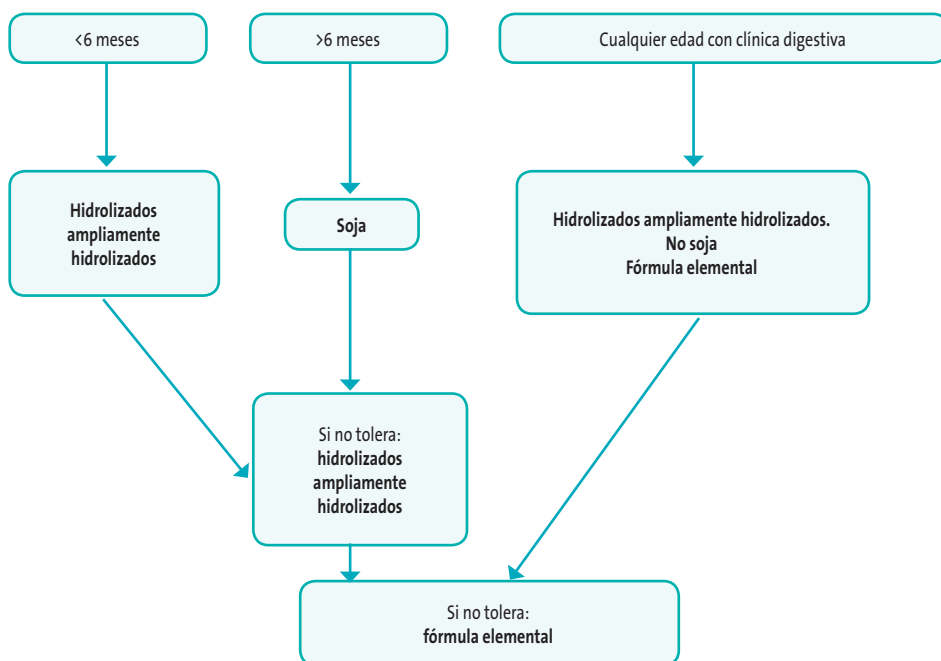 <6 meses
>6 meses
Cualquier edad con clínica digestiva
Hidrolizados
ampliamente
hidrolizados
Soja
Hidrolizados ampliamente hidrolizados.
No soja
Fórmula elemental
Si no tolera:
hidrolizados
ampliamente
hidrolizados
Si no tolera:
fórmula elemental